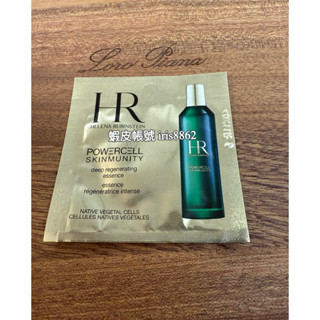 Loro Piana
HR
HELENA RUBINSTEIN
蝦皮帳號 iris8862
POWERCELL
SKINMUNITY
deep regenerating
essence
essence
régénératrice intense
NATIVE VEGETAL CELLS
CELLULES NATIVES VÉGÉTALES
HR
POWERCELL